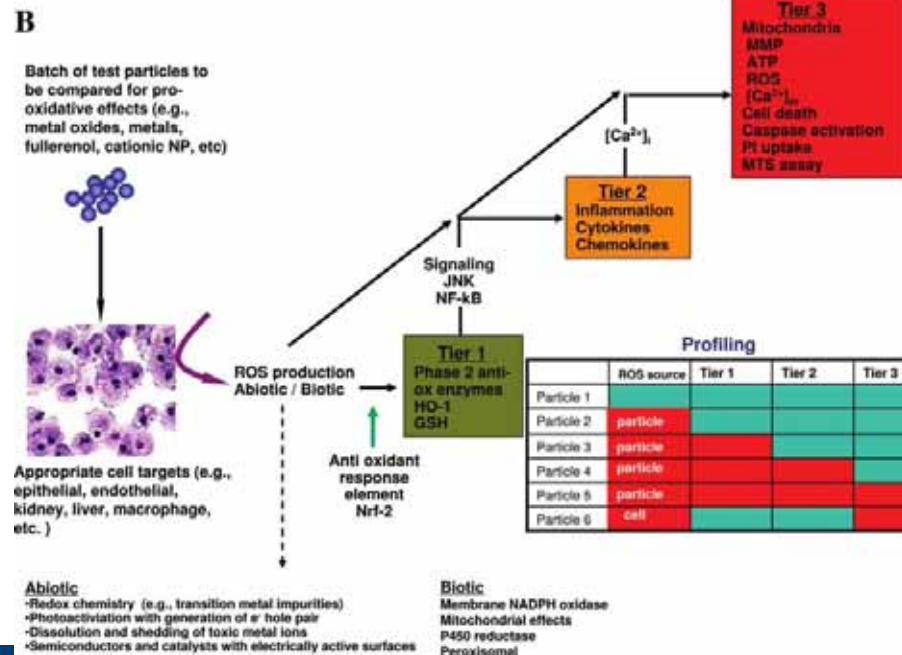 B
Batch of test particles to
be compared for pro-
oxidative effects (e.g.,
metal oxides, metals,
fullerenol, cationic NP, etc)
Appropriate cell targets (e.g.,
epithelial, endothelial,
kidney, liver, macrophage,
etc. )
ROS production
Abiotic / Biotic
Anti oxidant
response
element
Nrf-2
Tier 1
Phase 2 anti-
ox enzymes
HO-1
GSH
Signaling
JNK
NF-kB
Tier 2
Inflammation
Cytokines
Chemokines
[Ca²⁺]ᵢ
Tier 3
Mitochondria
MMP
ATP
ROS
[Ca²⁺]
Cell death
Caspase activation
PI uptake
MTS assay
Profiling
ROS source Tier 1 Tier 2 Tier 3
Particle 1
Particle 2 particle
Particle 3 particle
Particle 4 particle
Particle 5 particle
Particle 6 cell
Abiotic
•Redox chemistry (e.g., transition metal impurities)
•Photoactiviation with generation of e⁻ hole pair
•Dissolution and shedding of toxic metal ions
•Semiconductors and catalysts with electrically active surfaces
Biotic
Membrane NADPH oxidase
Mitochondrial effects
P450 reductase
Peroxisomal